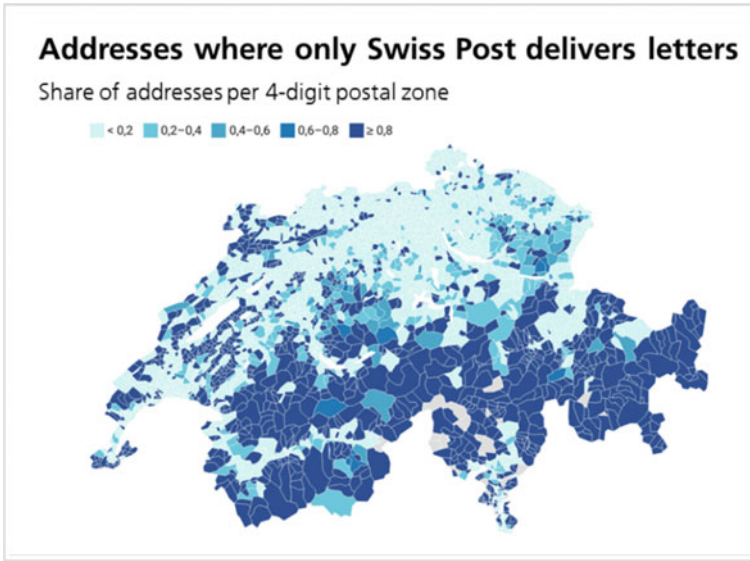 Addresses where only Swiss Post delivers letters
Share of addresses per 4-digit postal zone
< 0,2 0,2–0,4 0,4–0,6 0,6–0,8 ≥ 0,8